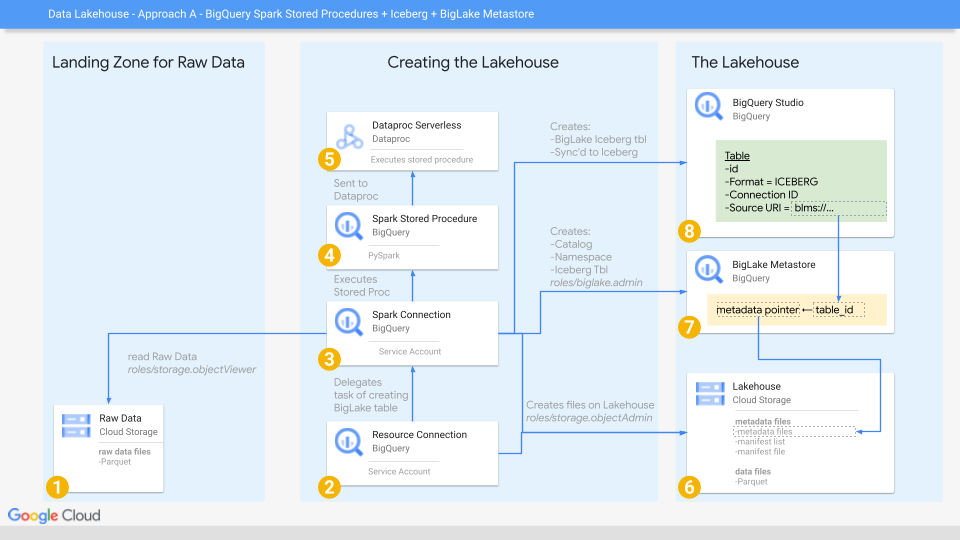 Data Lakehouse - Approach A - BigQuery Spark Stored Procedures + Iceberg + BigLake Metastore
Landing Zone for Raw Data
read Raw Data
roles/storage.objectViewer
Raw Data
Cloud Storage
raw data files
-Parquet
1
Creating the Lakehouse
Dataproc Serverless
Dataproc
Executes stored procedure
5
Sent to
Dataproc
Spark Stored Procedure
BigQuery
PySpark
4
Executes
Stored Proc
Spark Connection
BigQuery
Service Account
3
Delegates
task of creating
BigLake table
Resource Connection
BigQuery
Service Account
2
Creates:
-BigLake Iceberg tbl
-Sync'd to Iceberg
Creates:
-Catalog
-Namespace
-Iceberg Tbl
roles/biglake.admin
Creates files on Lakehouse
roles/storage.objectAdmin
The Lakehouse
BigQuery Studio
BigQuery
Table
-id
-Format = ICEBERG
-Connection ID
-Source URI = blms://...
8
BigLake Metastore
BigQuery
metadata pointer ← table_id
7
Lakehouse
Cloud Storage
metadata files
-metadata files
-manifest list
-manifest file
data files
-Parquet
6
Google Cloud